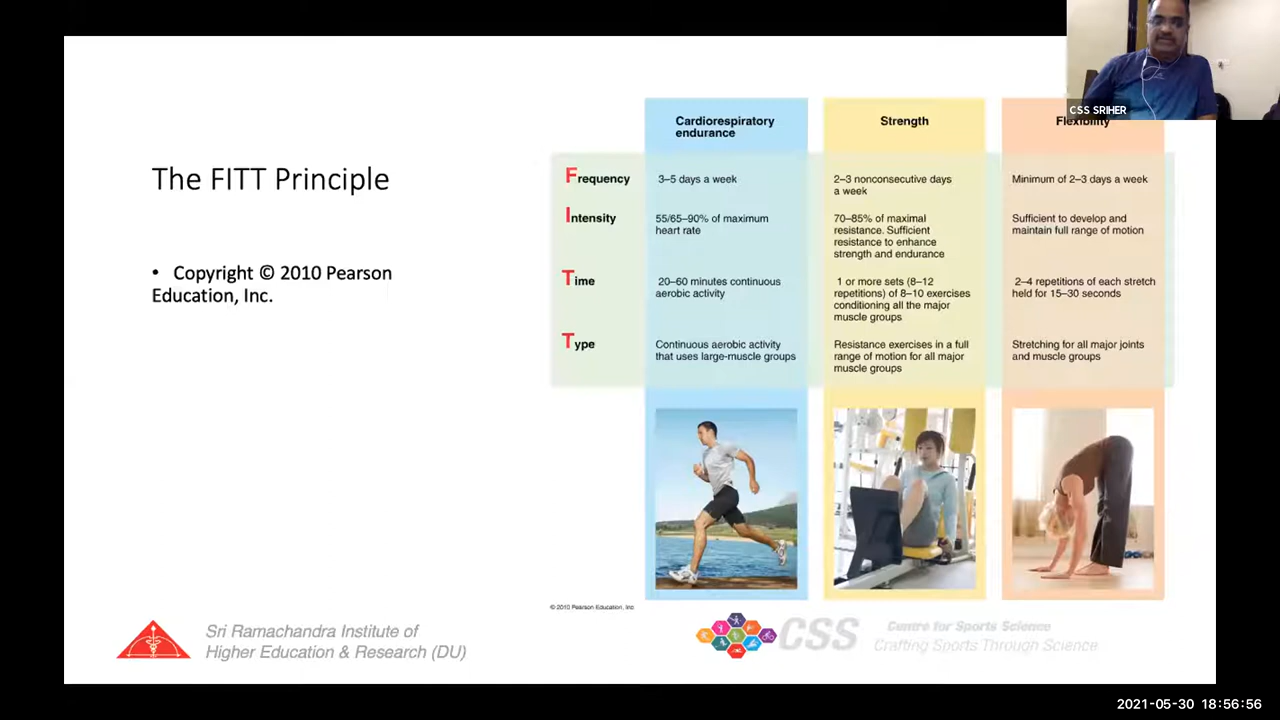 CSS SRIHER
The FITT Principle
• Copyright © 2010 Pearson
Education, Inc.
Cardiorespiratory
endurance
Strength
Flexibility
Frequency
3–5 days a week
2–3 nonconsecutive days
a week
Minimum of 2–3 days a week
Intensity
55/65–90% of maximum
heart rate
70–85% of maximal
resistance. Sufficient
resistance to enhance
strength and endurance
Sufficient to develop and
maintain full range of motion
Time
20–60 minutes continuous
aerobic activity
1 or more sets (8–12
repetitions) of 8–10 exercises
conditioning all the major
muscle groups
2–4 repetitions of each stretch
held for 15–30 seconds
Type
Continuous aerobic activity
that uses large-muscle groups
Resistance exercises in a full
range of motion for all major
muscle groups
Stretching for all major joints
and muscle groups
© 2010 Pearson Education, Inc
Sri Ramachandra Institute of
Higher Education & Research (DU)
CSS
Centre for Sports Science
Crafting Sports Through Science
2021-05-30 18:56:56